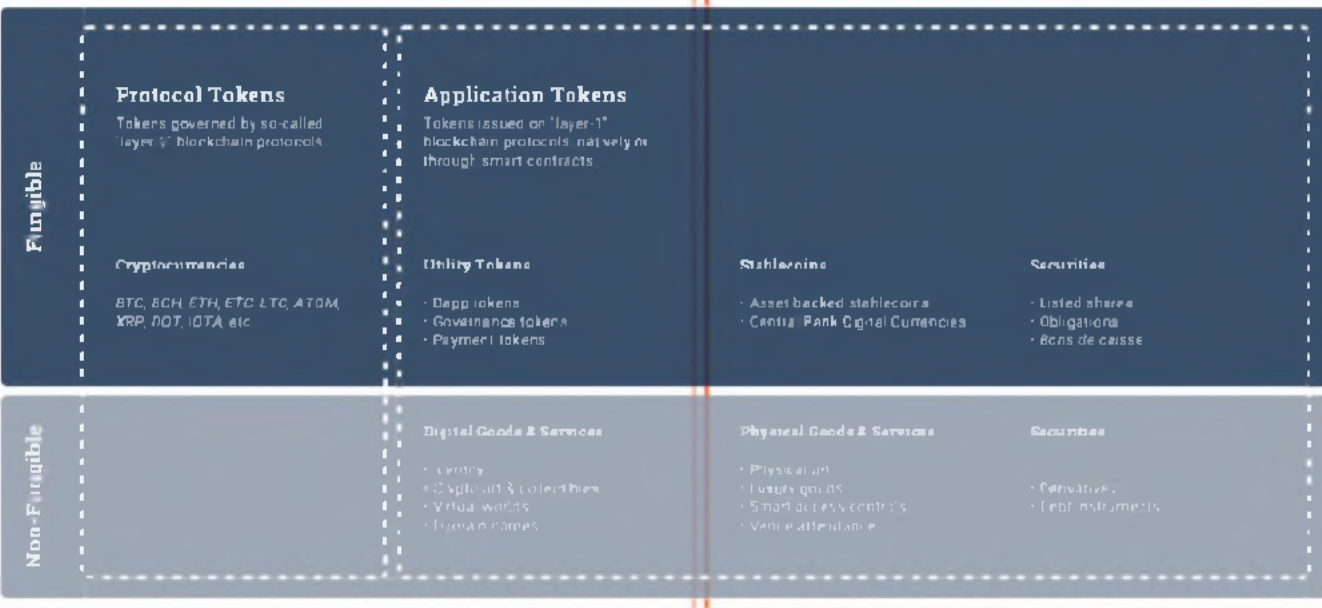 Fungible
Protocol Tokens
Tokens governed by so-called
"layer-1" blockchain protocols
Cryptocurrencies
BTC, BCH, ETH, ETC, LTC, ATOM,
XRP, DOT, IOTA, etc
Application Tokens
Tokens issued on "layer-1"
blockchain protocols, natively or
through smart contracts
Utility Tokens
· Dapp tokens
· Governance tokens
· Payment tokens
Stablecoins
· Asset backed stablecoins
· Central Bank Digital Currencies
Securities
· Listed shares
· Obligations
· Bons de caisse
Non-Fungible
Digital Goods & Services
· Identity
· Digital art & collectibles
· Virtual worlds
· Domain names
Physical Goods & Services
· Physical art
· Luxury goods
· Smart access controls
· Venue attendance
Securities
· Derivatives
· Debt instruments